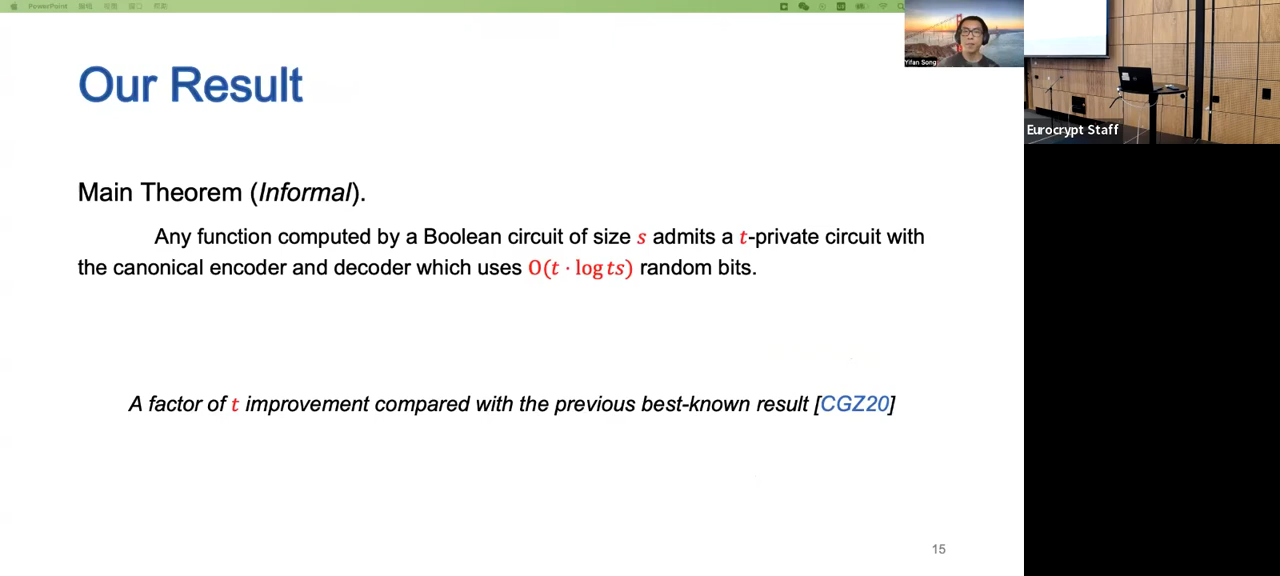 PowerPoint 编辑 视图 窗口 帮助
Our Result
Yifan Song
Eurocrypt Staff
Main Theorem (Informal).
Any function computed by a Boolean circuit of size s admits a t-private circuit with
the canonical encoder and decoder which uses O(t · log ts) random bits.
A factor of t improvement compared with the previous best-known result [CGZ20]
15